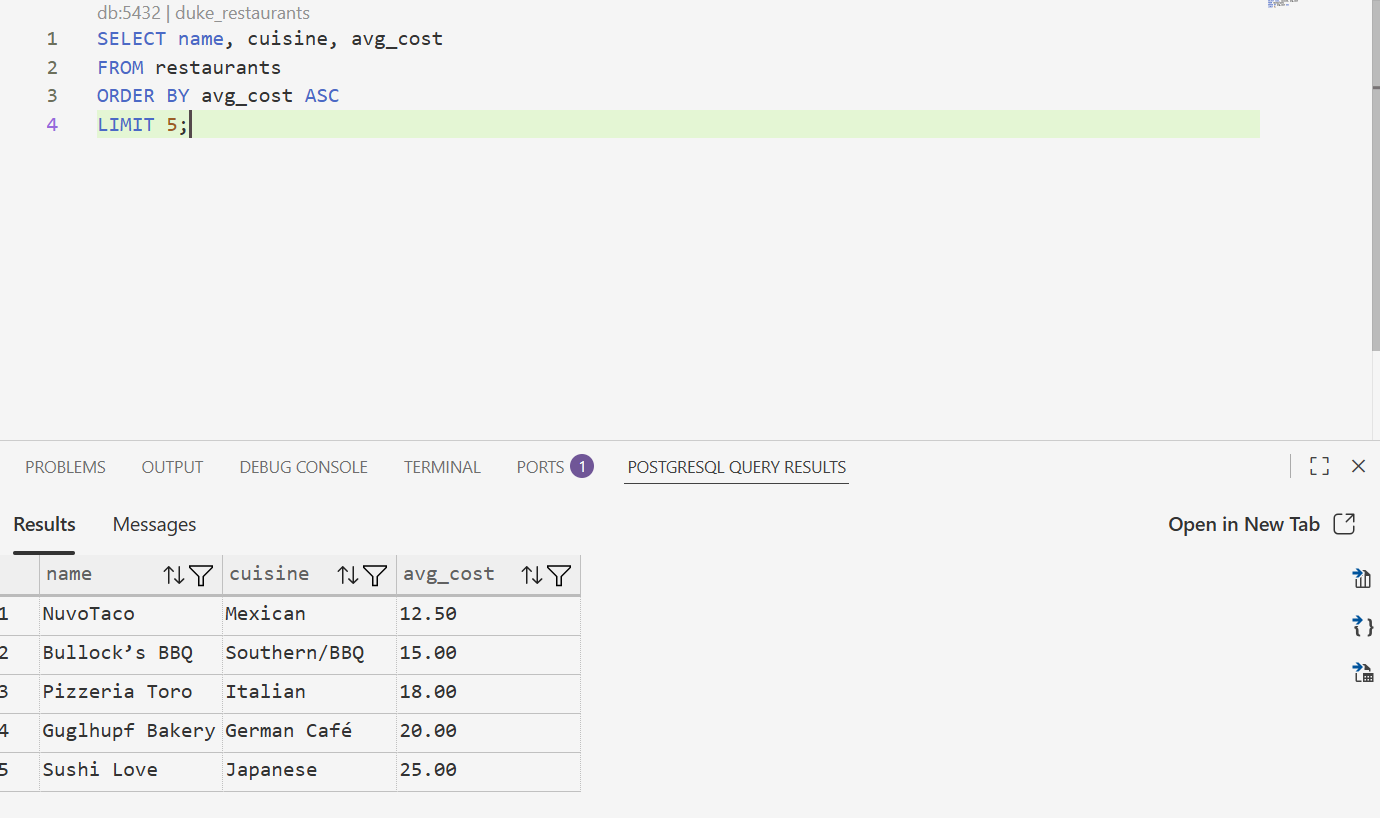 db:5432 | duke_restaurants
1 SELECT name, cuisine, avg_cost
2 FROM restaurants
3 ORDER BY avg_cost ASC
4 LIMIT 5;
PROBLEMS OUTPUT DEBUG CONSOLE TERMINAL PORTS 1 POSTGRESQL QUERY RESULTS
Results Messages Open in New Tab
name cuisine avg_cost
1 NuvoTaco Mexican 12.50
2 Bullock’s BBQ Southern/BBQ 15.00
3 Pizzeria Toro Italian 18.00
4 Guglhupf Bakery German Café 20.00
5 Sushi Love Japanese 25.00